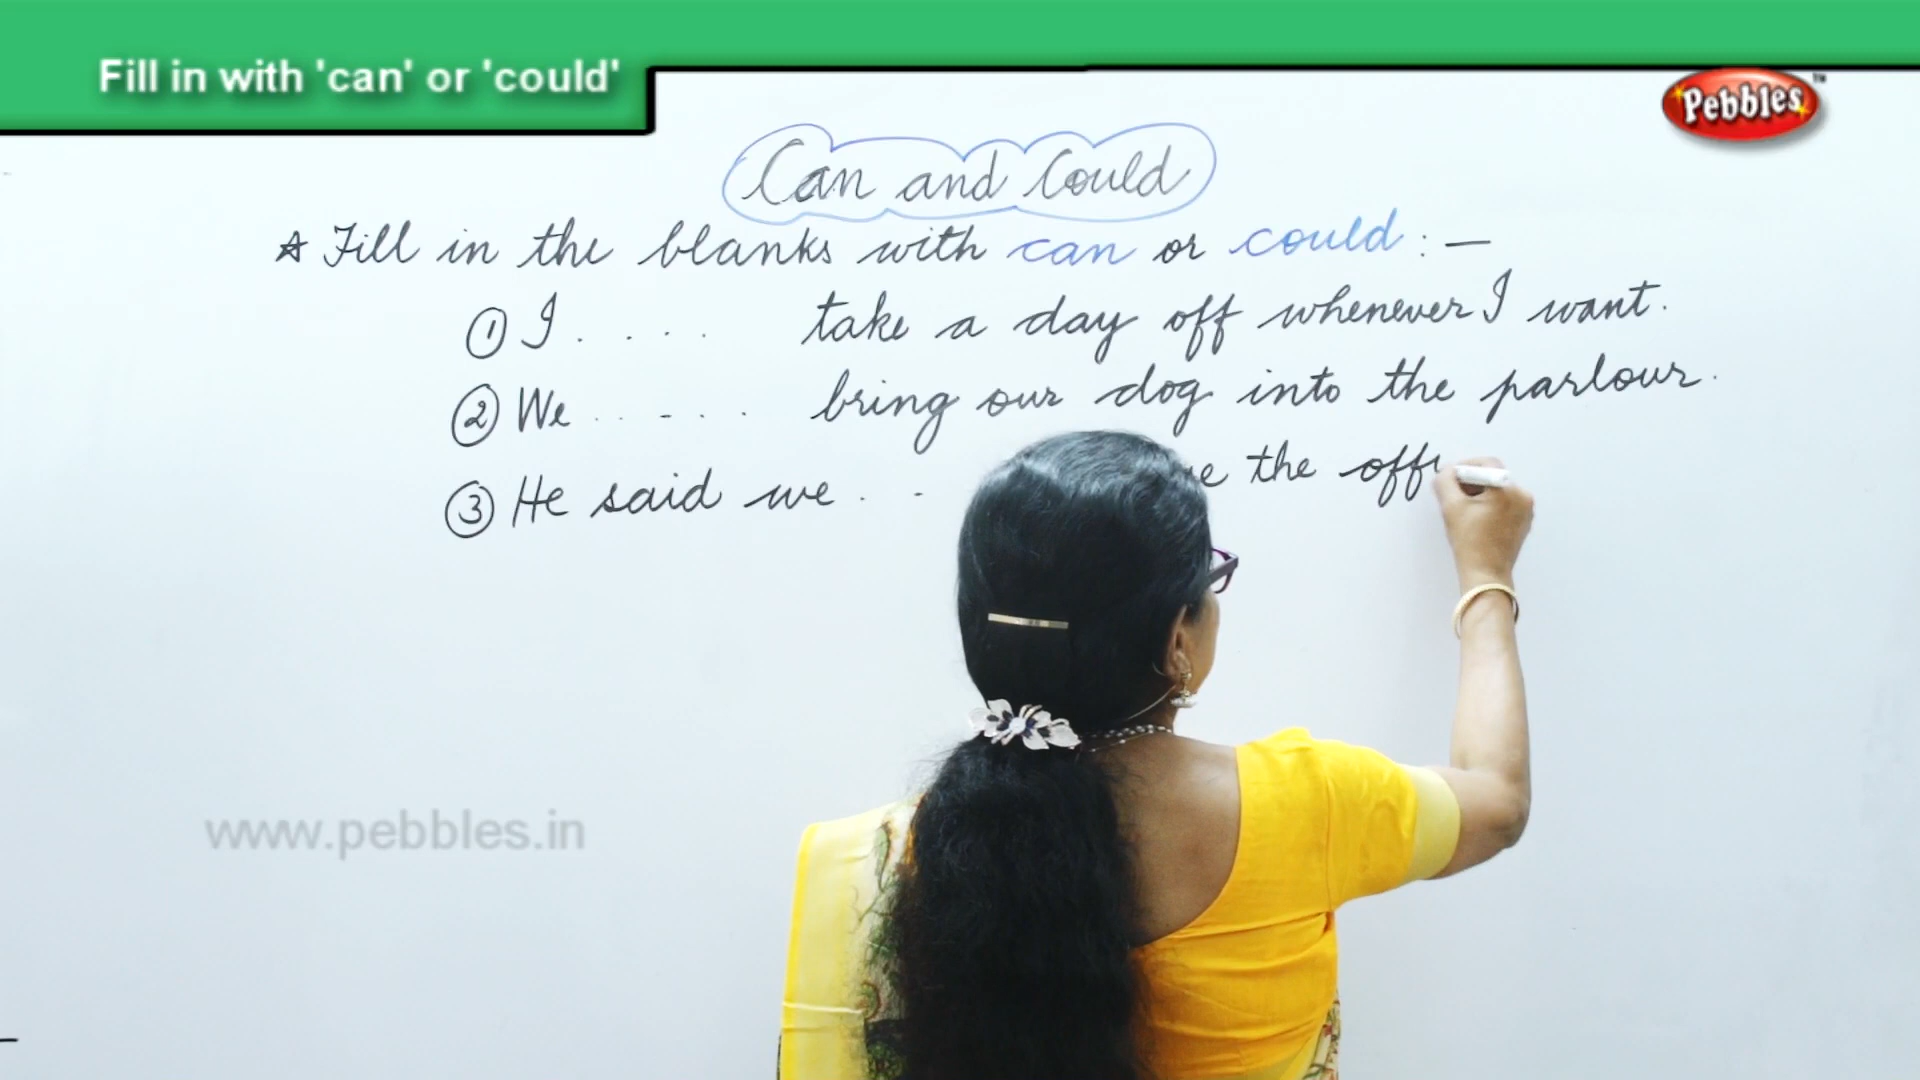 Fill in with 'can' or 'could'
Pebbles™
Can and Could
☆ Fill in the blanks with can or could : —
① I . . . . take a day off whenever I want.
② We . . - . . bring our dog into the parlour.
③ He said we . . the
www.pebbles.in